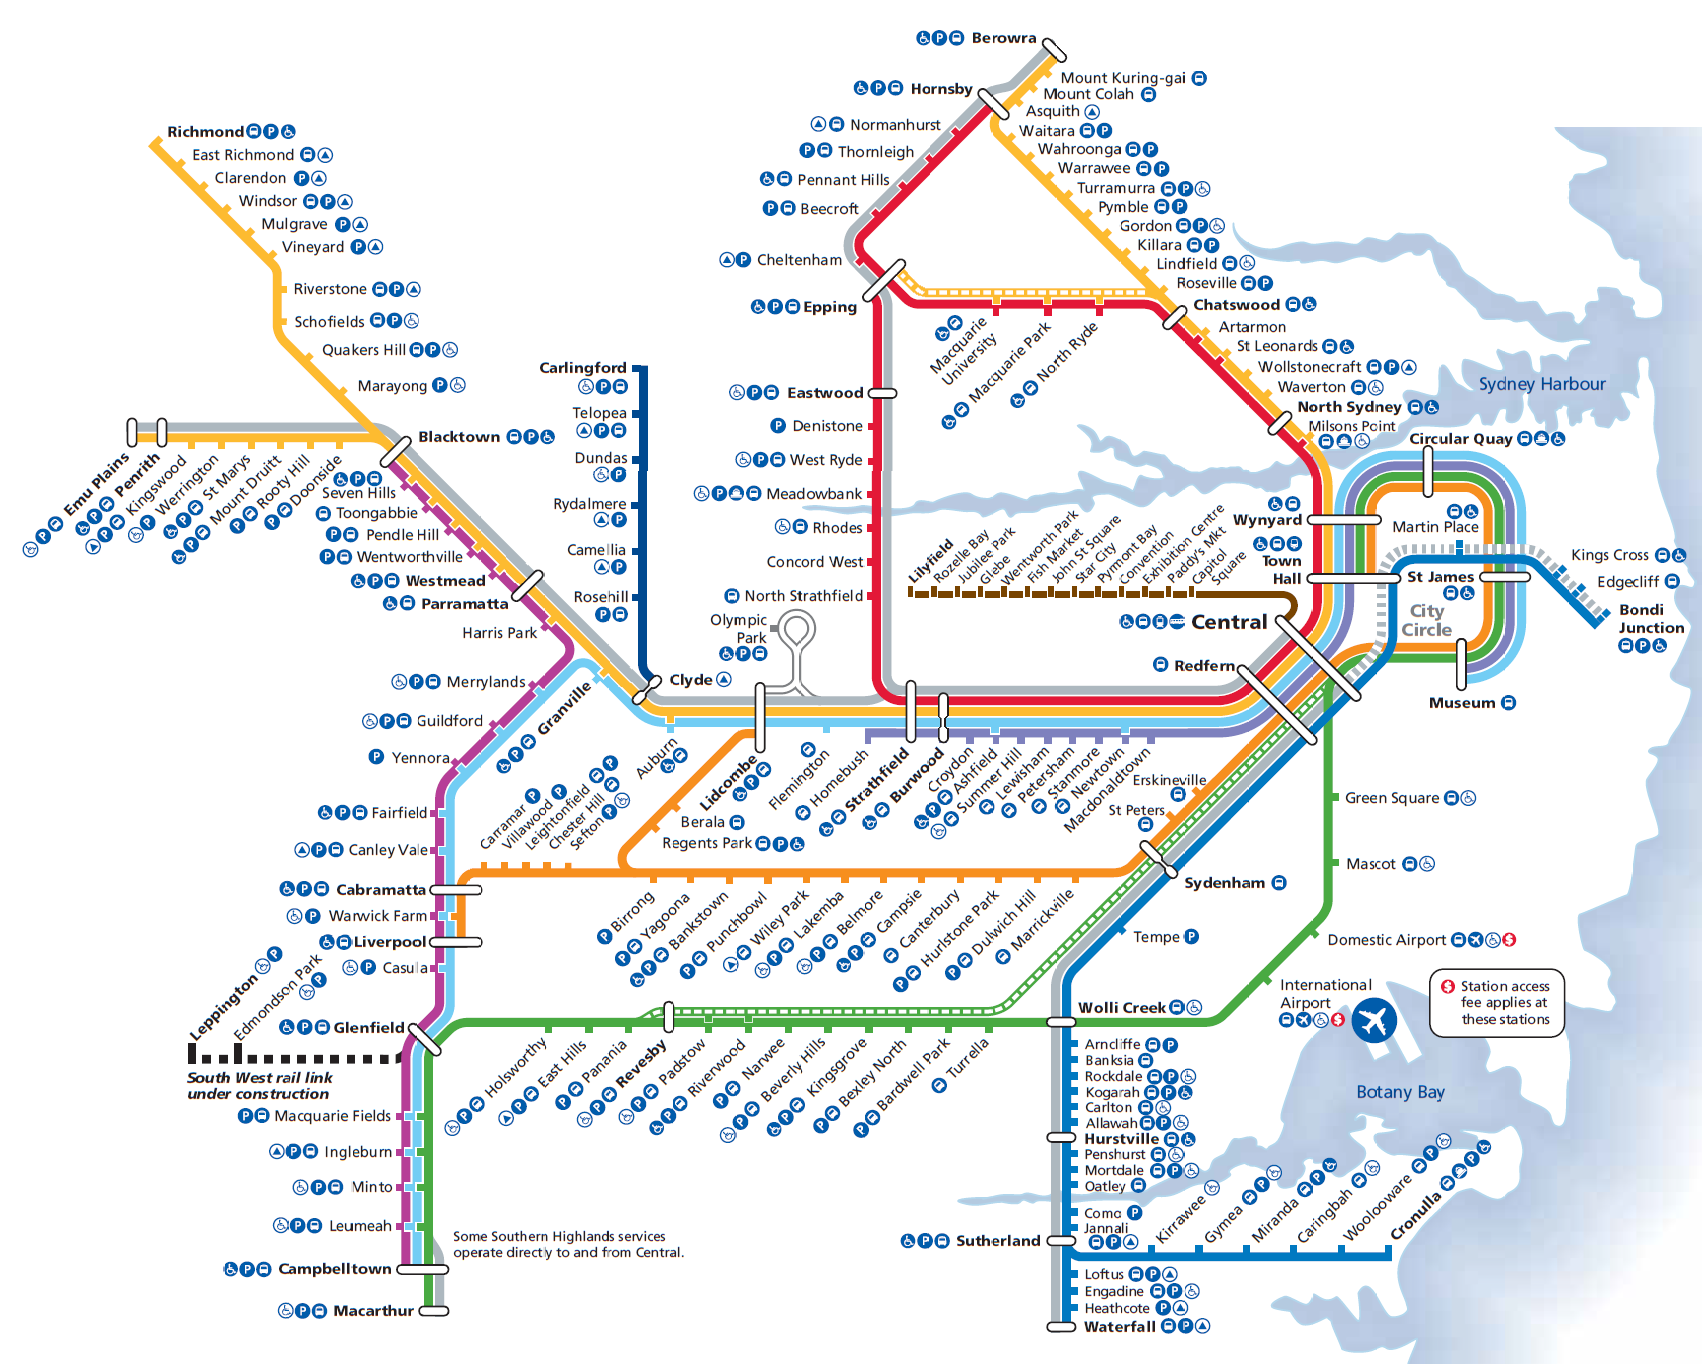 Berowra
Hornsby
Mount Kuring-gai
Mount Colah
Asquith
Normanhurst
Waitara
Thornleigh
Wahroonga
Warrawee
Pennant Hills
Turramurra
Beecroft
Pymble
Gordon
Killara
Cheltenham
Lindfield
Roseville
Epping
Chatswood
Richmond
East Richmond
Clarendon
Windsor
Mulgrave
Vineyard
Riverstone
Schofields
Quakers Hill
Marayong
Blacktown
Emu Plains
Penrith
Kingswood
Werrington
St Marys
Mount Druitt
Rooty Hill
Doonside
Seven Hills
Toongabbie
Pendle Hill
Wentworthville
Westmead
Parramatta
Harris Park
Merrylands
Guildford
Yennora
Fairfield
Canley Vale
Cabramatta
Warwick Farm
Liverpool
Casula
Glenfield
Leppington
Edmondson Park
South West rail link
under construction
Macquarie Fields
Ingleburn
Minto
Leumeah
Campbelltown
Macarthur
Some Southern Highlands services
operate directly to and from Central.
Carlingford
Telopea
Dundas
Rydalmere
Camellia
Rosehill
Clyde
Granville
Auburn
Olympic
Park
Lidcombe
Berala
Regents Park
Carramar
Villawood
Leightonfield
Chester Hill
Sefton
Flemington
Homebush
Strathfield
Burwood
Croydon
Ashfield
Summer Hill
Lewisham
Petersham
Stanmore
Newtown
Macdonaldtown
Erskineville
St Peters
Sydenham
Birrong
Yagoona
Bankstown
Punchbowl
Wiley Park
Lakemba
Belmore
Campsie
Canterbury
Hurlstone Park
Dulwich Hill
Marrickville
Tempe
Holsworthy
East Hills
Panania
Revesby
Padstow
Riverwood
Narwee
Beverly Hills
Kingsgrove
Bexley North
Bardwell Park
Turrella
Wolli Creek
Eastwood
Denistone
West Ryde
Meadowbank
Rhodes
Concord West
North Strathfield
Macquarie
University
Macquarie Park
North Ryde
Artarmon
St Leonards
Wollstonecraft
Waverton
North Sydney
Milsons Point
Sydney Harbour
Circular Quay
Wynyard
Martin Place
Town
Hall
St James
City
Circle
Museum
Kings Cross
Edgecliff
Bondi
Junction
Lilyfield
Rozelle Bay
Jubilee Park
Glebe
Wentworth Park
Fish Market
John St Square
Star City
Pyrmont Bay
Convention
Exhibition Centre
Paddy's Mkt
Capitol
Square
Central
Redfern
Green Square
Mascot
Domestic Airport
International
Airport
$ Station access
fee applies at
these stations
Botany Bay
Arncliffe
Banksia
Rockdale
Kogarah
Carlton
Allawah
Hurstville
Penshurst
Mortdale
Oatley
Como
Jannali
Sutherland
Kirrawee
Gymea
Miranda
Caringbah
Woolooware
Cronulla
Loftus
Engadine
Heathcote
Waterfall